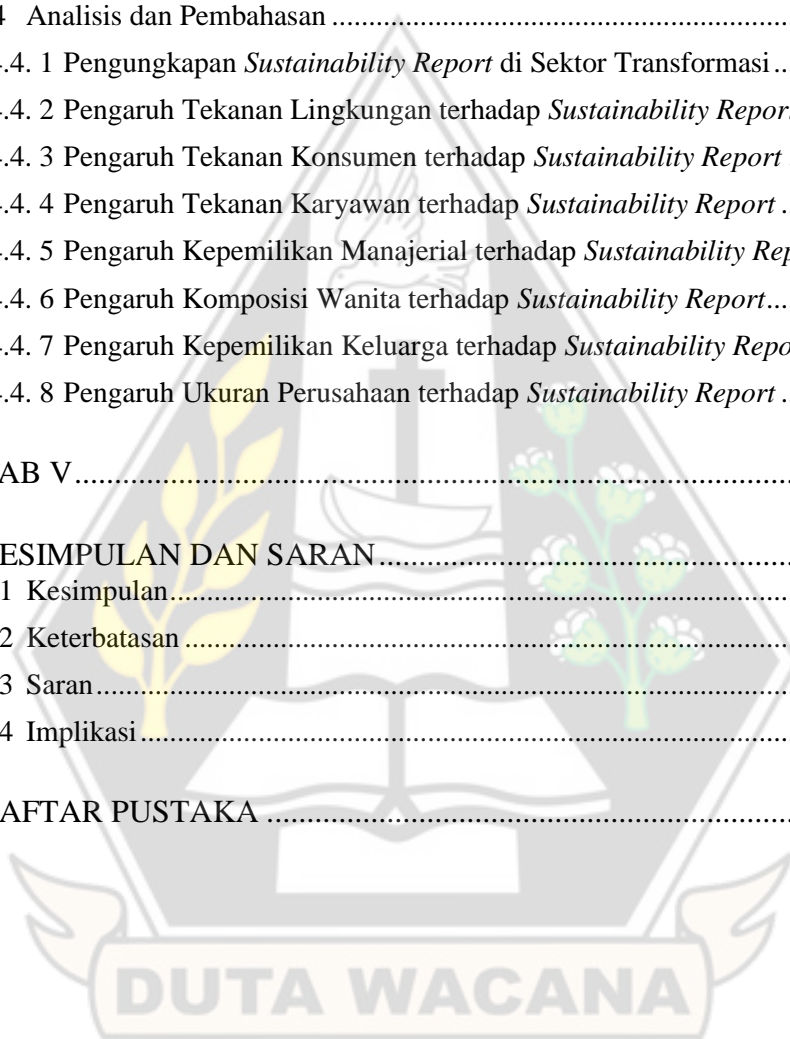 4 Analisis dan Pembahasan ........................................................
.4. 1 Pengungkapan Sustainability Report di Sektor Transformasi ..
.4. 2 Pengaruh Tekanan Lingkungan terhadap Sustainability Repor
.4. 3 Pengaruh Tekanan Konsumen terhadap Sustainability Report .
.4. 4 Pengaruh Tekanan Karyawan terhadap Sustainability Report ..
.4. 5 Pengaruh Kepemilikan Manajerial terhadap Sustainability Rep
.4. 6 Pengaruh Komposisi Wanita terhadap Sustainability Report...
.4. 7 Pengaruh Kepemilikan Keluarga terhadap Sustainability Repo
.4. 8 Pengaruh Ukuran Perusahaan terhadap Sustainability Report ..
AB V........................................................................................
ESIMPULAN DAN SARAN....................................................
1 Kesimpulan...........................................................................
2 Keterbatasan .........................................................................
3 Saran.....................................................................................
4 Implikasi...............................................................................
AFTAR PUSTAKA ..................................................................
DUTA WACANA